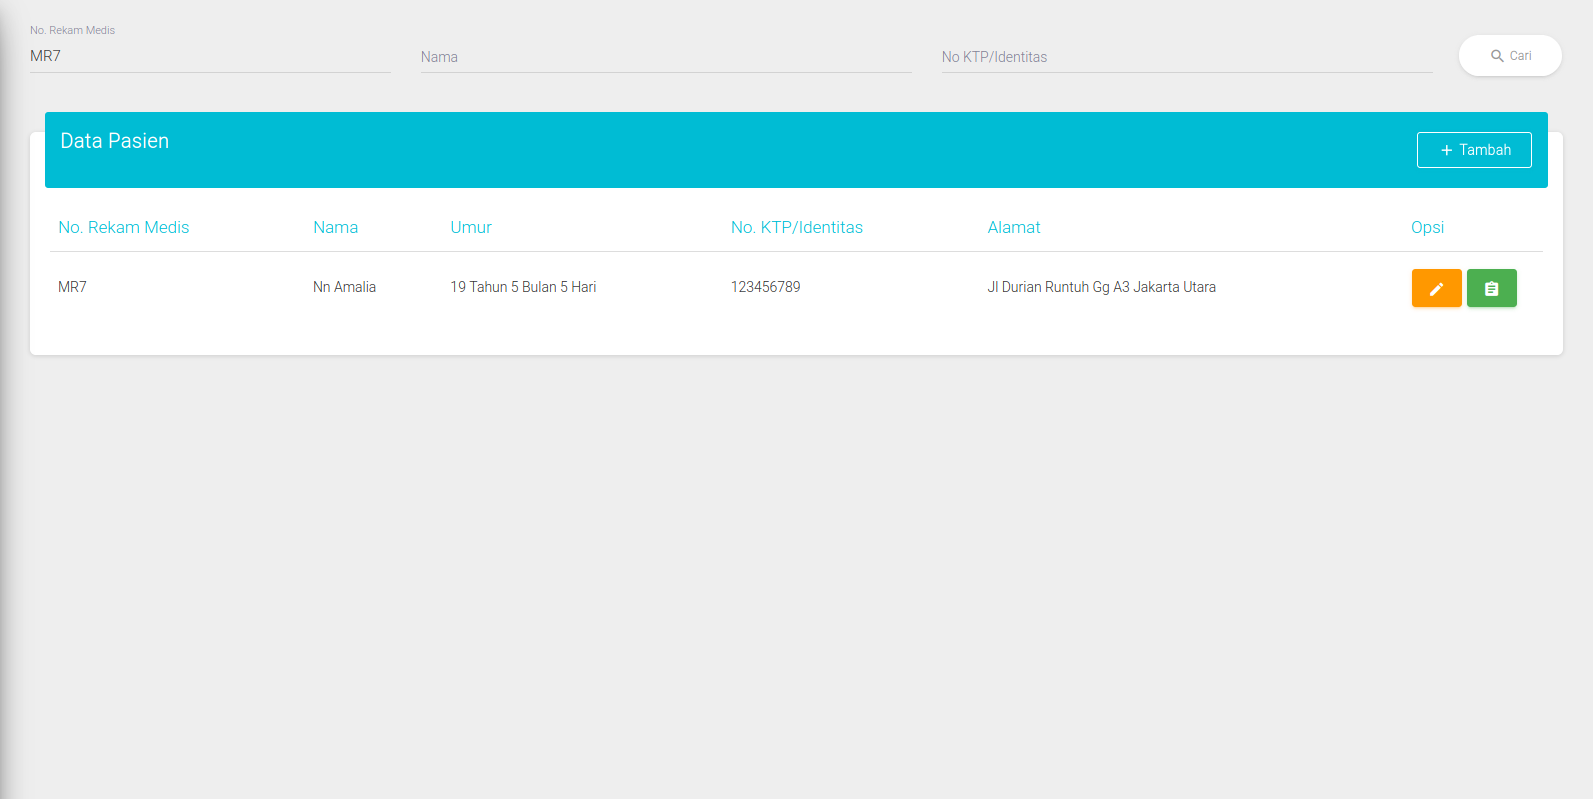 No. Rekam Medis
MR7
Nama
No KTP/Identitas
Cari
Data Pasien
Tambah
No. Rekam Medis Nama Umur No. KTP/Identitas Alamat Opsi
MR7 Nn Amalia 19 Tahun 5 Bulan 5 Hari 123456789 Jl Durian Runtuh Gg A3 Jakarta Utara